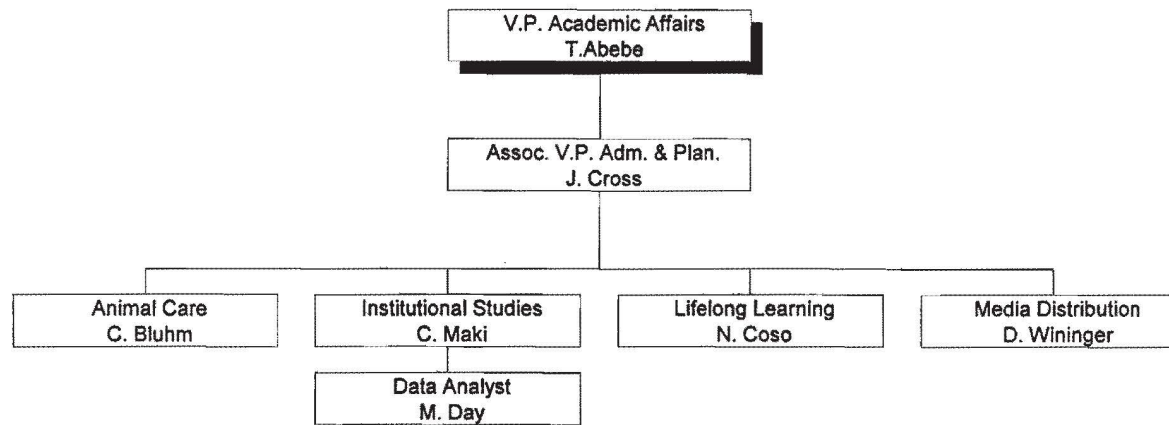 V.P. Academic Affairs
T.Abebe
Assoc. V.P. Adm. & Plan.
J. Cross
Animal Care
C. Bluhm
Institutional Studies
C. Maki
Lifelong Learning
N. Coso
Media Distribution
D. Wininger
Data Analyst
M. Day